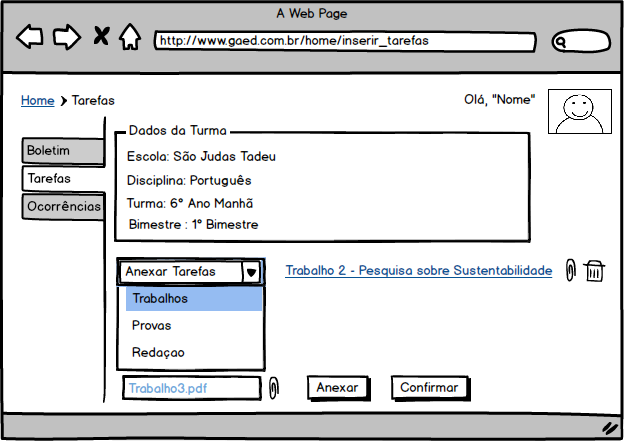 A Web Page
http://www.gaed.com.br/home/inserir_tarefas
Home > Tarefas
Olá, "Nome"
Boletim
Tarefas
Ocorrências
Dados da Turma
Escola: São Judas Tadeu
Disciplina: Português
Turma: 6° Ano Manhã
Bimestre : 1° Bimestre
Anexar Tarefas
Trabalho 2 - Pesquisa sobre Sustentabilidade
Trabalhos
Provas
Redaçao
Trabalho3.pdf
Anexar
Confirmar